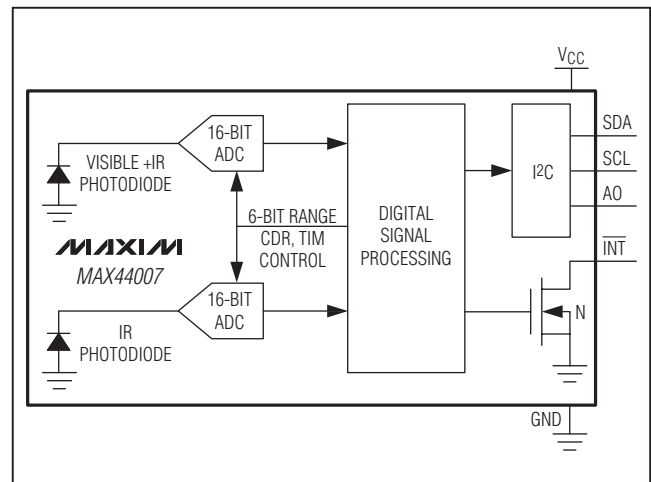 VCC
VISIBLE +IR
PHOTODIODE
16-BIT
ADC
6-BIT RANGE
CDR, TIM
CONTROL
MAXIM
MAX44007
16-BIT
ADC
IR
PHOTODIODE
DIGITAL
SIGNAL
PROCESSING
I2C
SDA
SCL
AO
INT
N
GND